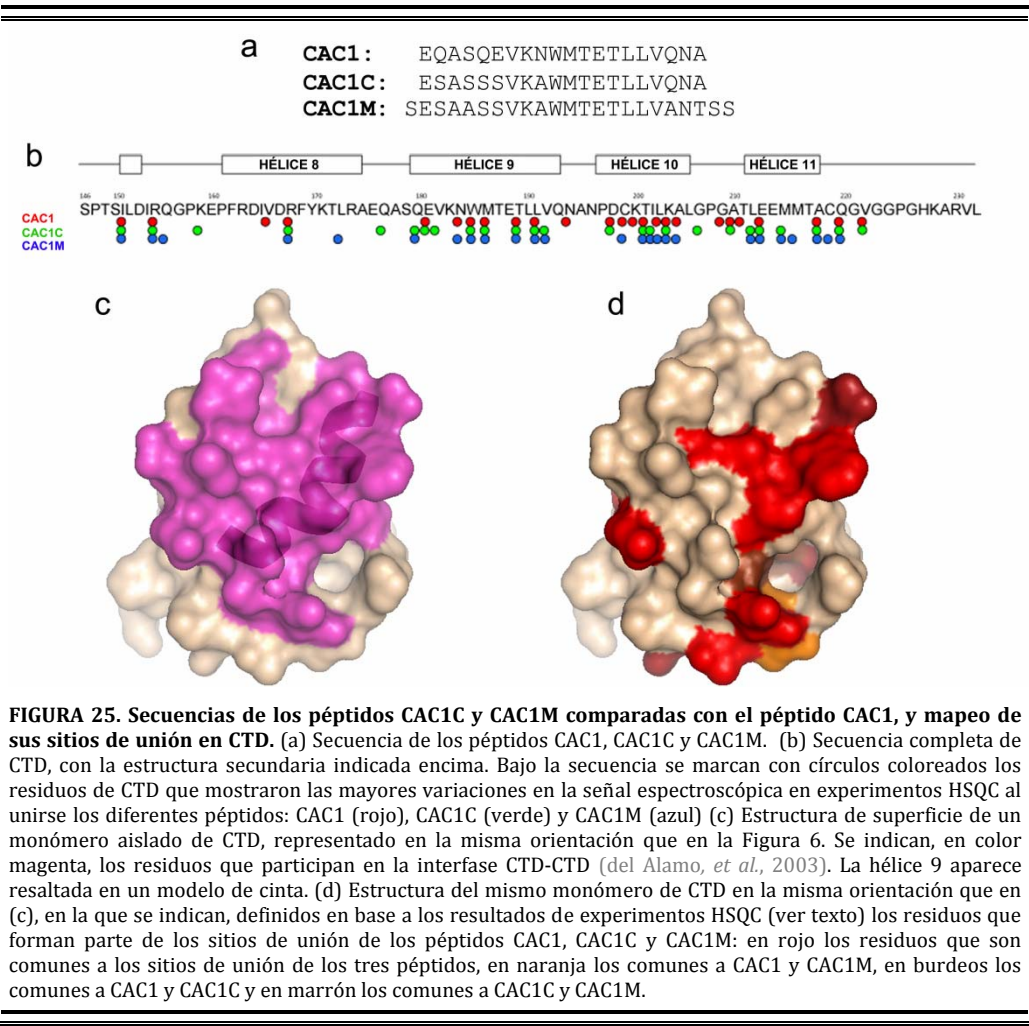 a
CAC1: EQASQEVKNWMTETLLVQNA
CAC1C: ESASSSVKAWMTETLLVQNA
CAC1M: SESAASSVKAWMTETLLVANTSS
b
HÉLICE 8 HÉLICE 9 HÉLICE 10 HÉLICE 11
146 150 160 170 180 190 200 210 220 230
SPTSILDIRQGPKEPFRDIVDRFYKTLRAEQASQEVKNWMTETLLVQNANPDCKTILKALGPGATLEEMMTACQGVGGPGHKARVL
CAC1
CAC1C
CAC1M
c d
FIGURA 25. Secuencias de los péptidos CAC1C y CAC1M comparadas con el péptido CAC1, y mapeo de
sus sitios de unión en CTD. (a) Secuencia de los péptidos CAC1, CAC1C y CAC1M. (b) Secuencia completa de
CTD, con la estructura secundaria indicada encima. Bajo la secuencia se marcan con círculos coloreados los
residuos de CTD que mostraron las mayores variaciones en la señal espectroscópica en experimentos HSQC al
unirse los diferentes péptidos: CAC1 (rojo), CAC1C (verde) y CAC1M (azul) (c) Estructura de superficie de un
monómero aislado de CTD, representado en la misma orientación que en la Figura 6. Se indican, en color
magenta, los residuos que participan en la interfase CTD-CTD (del Alamo, et al., 2003). La hélice 9 aparece
resaltada en un modelo de cinta. (d) Estructura del mismo monómero de CTD en la misma orientación que en
(c), en la que se indican, definidos en base a los resultados de experimentos HSQC (ver texto) los residuos que
forman parte de los sitios de unión de los péptidos CAC1, CAC1C y CAC1M: en rojo los residuos que son
comunes a los sitios de unión de los tres péptidos, en naranja los comunes a CAC1 y CAC1M, en burdeos los
comunes a CAC1 y CAC1C y en marrón los comunes a CAC1C y CAC1M.